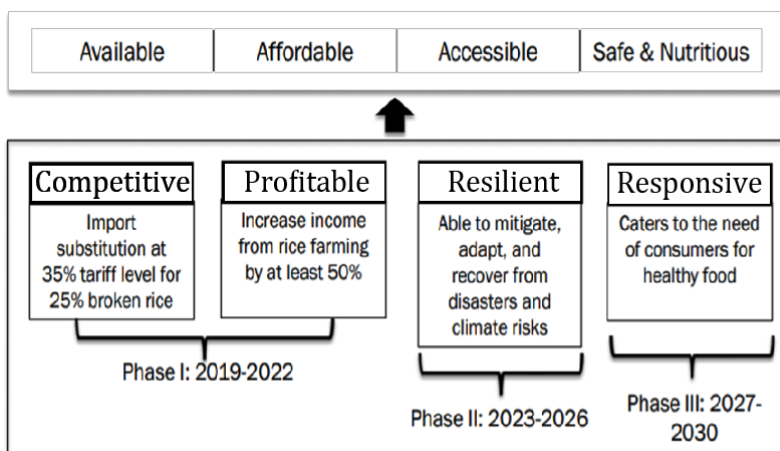 Available
Affordable
Accessible
Safe & Nutritious
Competitive
Import
substitution at
35% tariff level for
25% broken rice
Profitable
Increase income
from rice farming
by at least 50%
Resilient
Able to mitigate,
adapt, and
recover from
disasters and
climate risks
Responsive
Caters to the need
of consumers for
healthy food
Phase I: 2019-2022
Phase II: 2023-2026
Phase III: 2027-
2030